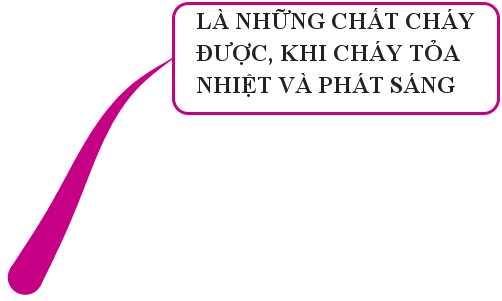 LÀ NHỮNG CHẤT CHÁY
ĐƯỢC, KHI CHÁY TỎA
NHIỆT VÀ PHÁT SÁNG